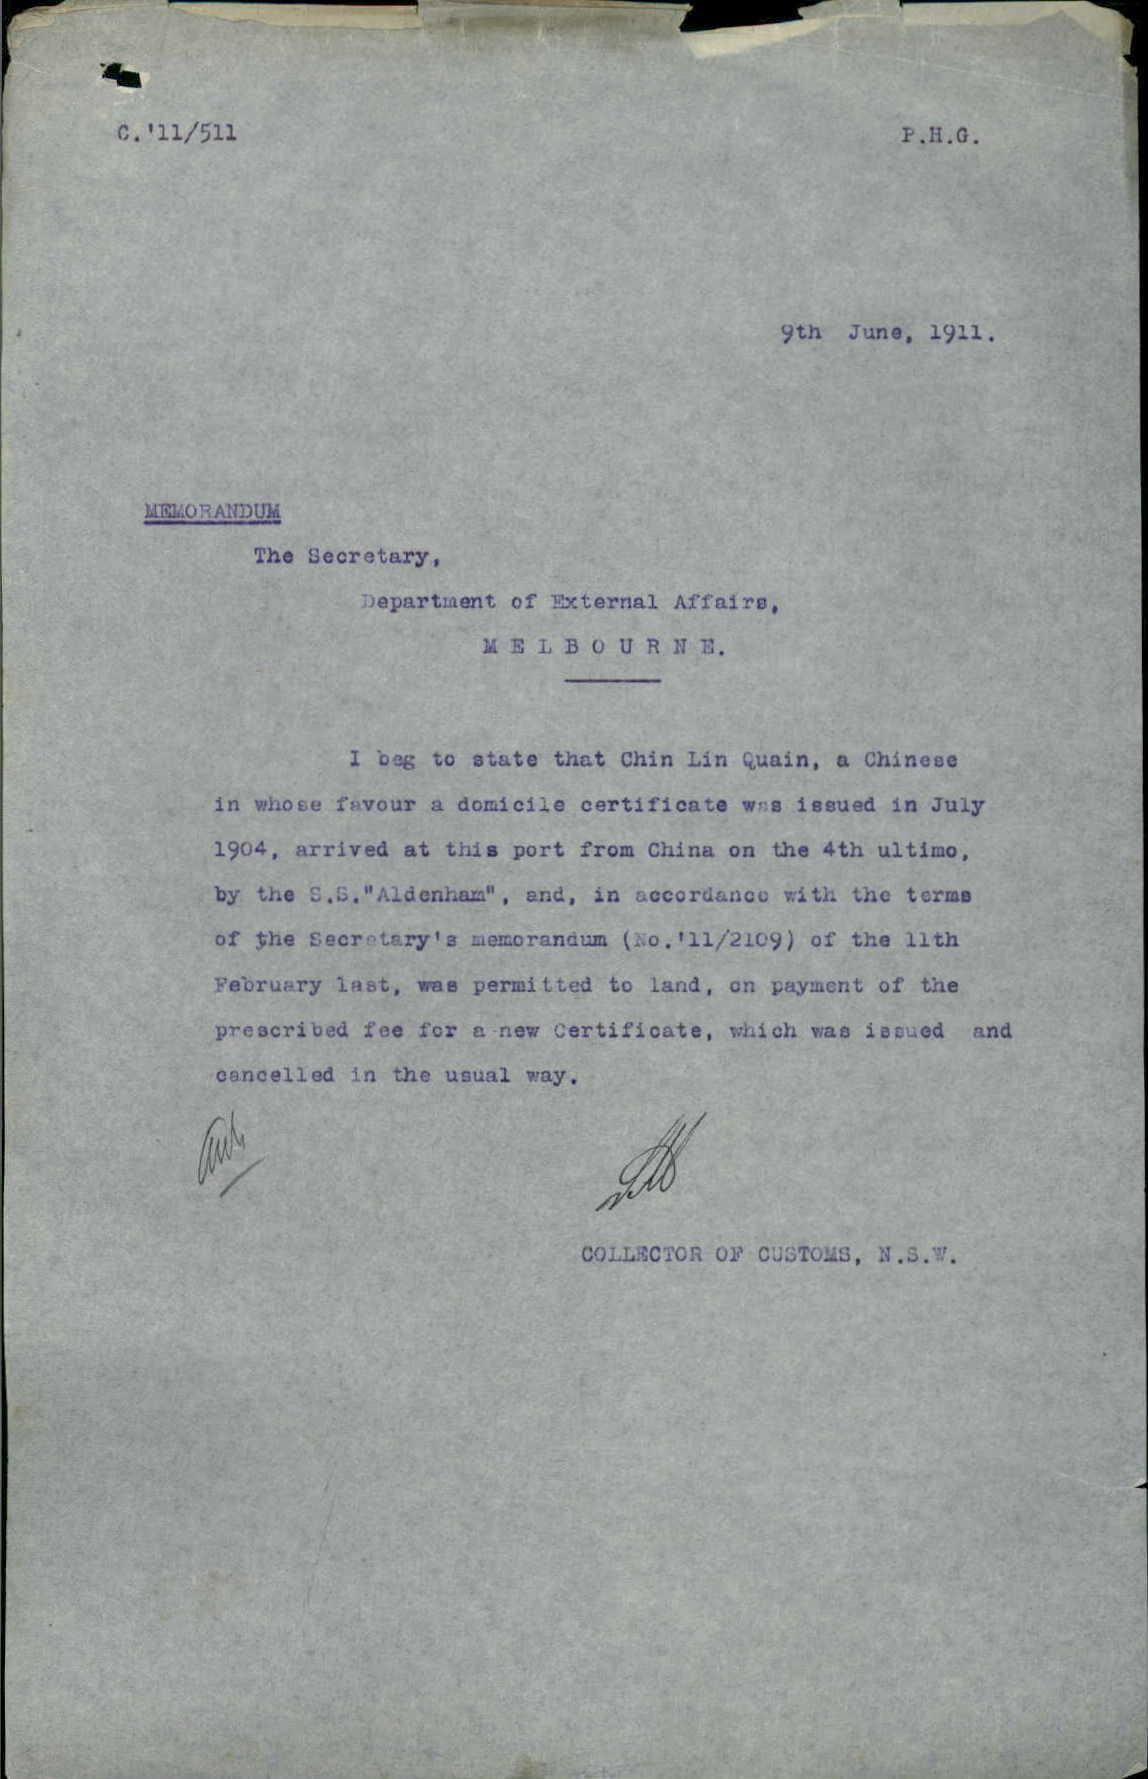 C.'11/511 P.H.G.
9th June, 1911.
MEMORANDUM
The Secretary,
Department of External Affairs,
M E L B O U R N E.
I beg to state that Chin Lin Quain, a Chinese
in whose favour a domicile certificate was issued in July
1904, arrived at this port from China on the 4th ultimo,
by the S.S."Aldenham", and, in accordance with the terms
of the Secretary's memorandum (No.'11/2109) of the 11th
February last, was permitted to land, on payment of the
prescribed fee for a new Certificate, which was issued and
cancelled in the usual way.
COLLECTOR OF CUSTOMS, N.S.W.